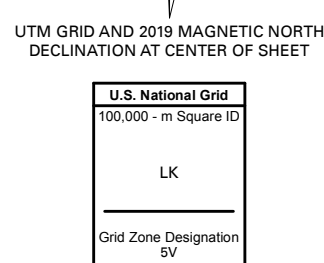 UTM GRID AND 2019 MAGNETIC NORTH
DECLINATION AT CENTER OF SHEET
U.S. National Grid
100,000 - m Square ID
LK
Grid Zone Designation
5V